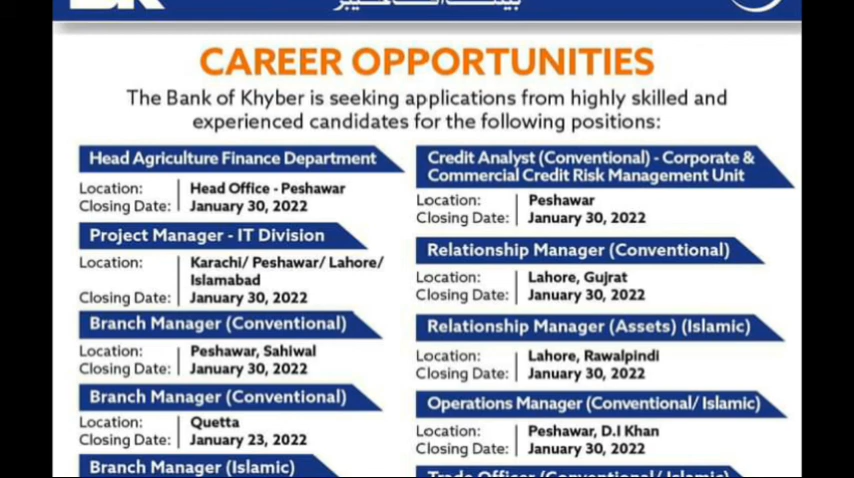 CAREER OPPORTUNITIES
The Bank of Khyber is seeking applications from highly skilled and
experienced candidates for the following positions:
Head Agriculture Finance Department
Location: Head Office - Peshawar
Closing Date: January 30, 2022
Project Manager - IT Division
Location: Karachi/ Peshawar/ Lahore/
Islamabad
Closing Date: January 30, 2022
Branch Manager (Conventional)
Location: Peshawar, Sahiwal
Closing Date: January 30, 2022
Branch Manager (Conventional)
Location: Quetta
Closing Date: January 23, 2022
Branch Manager (Islamic)
Credit Analyst (Conventional) - Corporate &
Commercial Credit Risk Management Unit
Location: Peshawar
Closing Date: January 30, 2022
Relationship Manager (Conventional)
Location: Lahore, Gujrat
Closing Date: January 30, 2022
Relationship Manager (Assets) (Islamic)
Location: Lahore, Rawalpindi
Closing Date: January 30, 2022
Operations Manager (Conventional/ Islamic)
Location: Peshawar, D.I Khan
Closing Date: January 30, 2022
Trade Officer (Conventional/ Islamic)